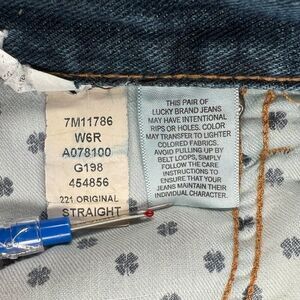 7M11786
W6R
A078100
G198
454856
221 ORIGINAL
STRAIGHT
THIS PAIR OF
LUCKY BRAND JEANS
MAY HAVE INTENTIONAL
RIPS OR HOLES. COLOR
MAY TRANSFER TO LIGHTER
COLORED FABRICS.
AVOID PULLING UP BY
BELT LOOPS, SIMPLY
FOLLOW THE CARE
INSTRUCTIONS TO
ENSURE THAT YOUR
JEANS MAINTAIN THEIR
INDIVIDUAL CHARACTER.